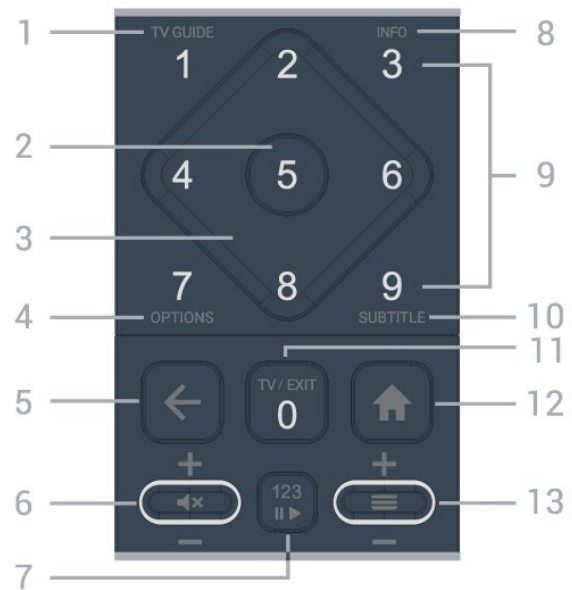 1 TV GUIDE INFO 8
1 2 3
2 9
4 5 6
3
7 8 9
4 OPTIONS SUBTITLE 10
11
5 TV / EXIT 12
0
+ +
6 123 13
− −
7